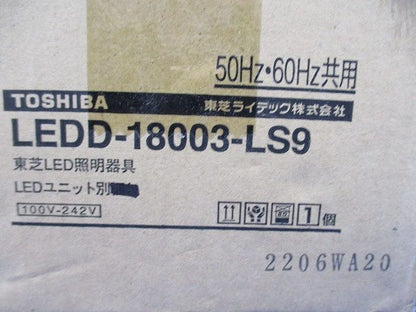 50Hz・60Hz共用
TOSHIBA 東芝ライテック株式会社
LEDD-18003-LS9
東芝LED照明器具
LEDユニット別
100V-242V
1個
2206WA20